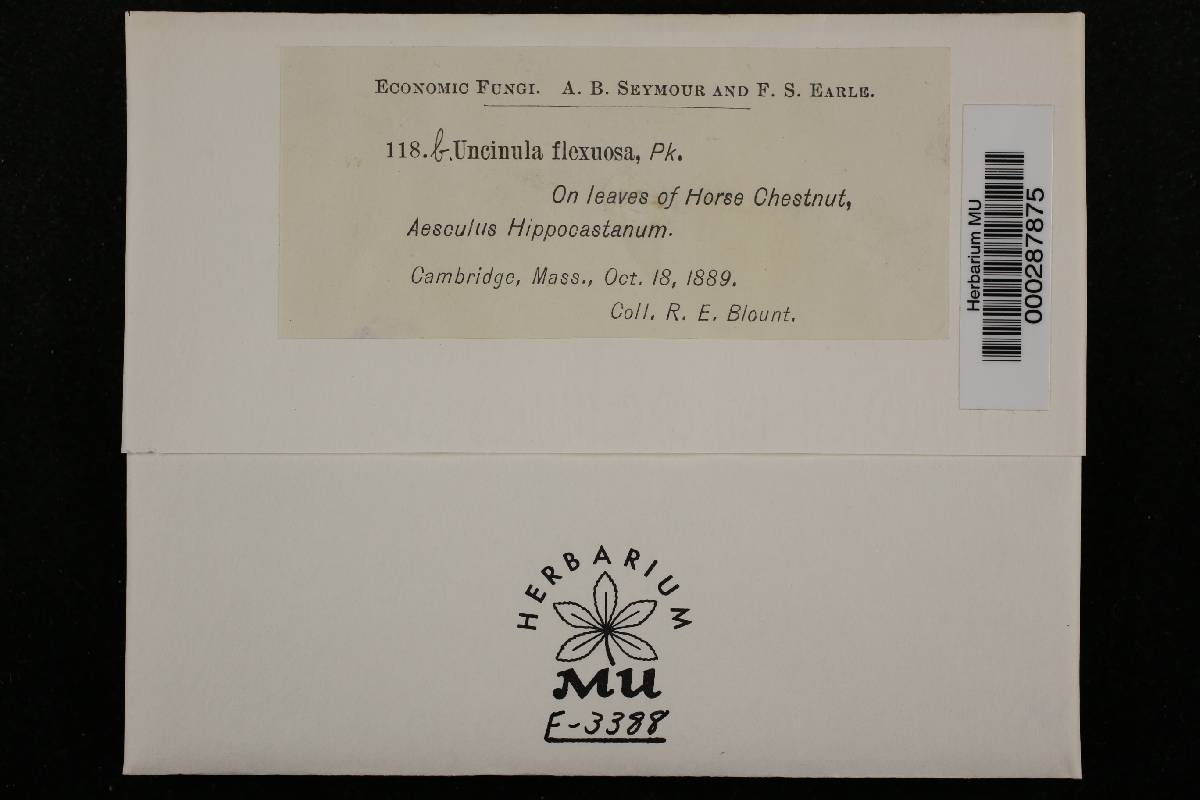 ECONOMIC FUNGI. A. B. SEYMOUR AND F. S. EARLE.
118. b. Uncinula flexuosa, Pk.
On leaves of Horse Chestnut,
Aesculus Hippocastanum.
Cambridge, Mass., Oct. 18, 1889.
Coll. R. E. Blount.
Herbarium MU
000287875
HERBARIUM
MU
F-3388